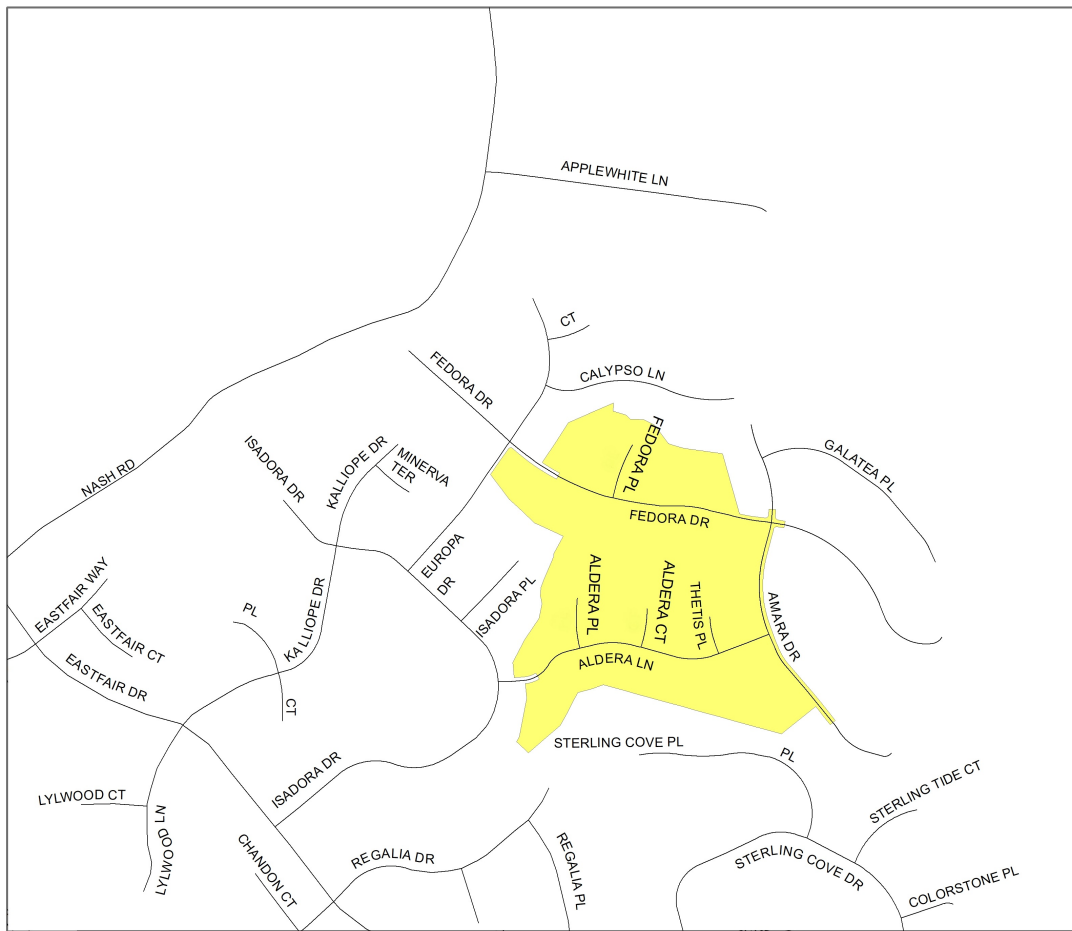 APPLEWHITE LN
CT
FEDORA DR
CALYPSO LN
FEDORA PL
ISADORA DR
KALLIOPE DR
MINERVA
TER
GALATEA PL
NASH RD
FEDORA DR
EUROPA
DR
ISADORA PL
ALDERA PL
ALDERA CT
THETIS PL
AMARA DR
EASTFAIR WAY
EASTFAIR CT
PL
KALLIOPE DR
ALDERA LN
EASTFAIR DR
CT
STERLING COVE PL
PL
ISADORA DR
LYLWOOD CT
LYLWOOD LN
STERLING TIDE CT
CHANDON CT
REGALIA DR
REGALIA PL
STERLING COVE DR
COLORSTONE PL